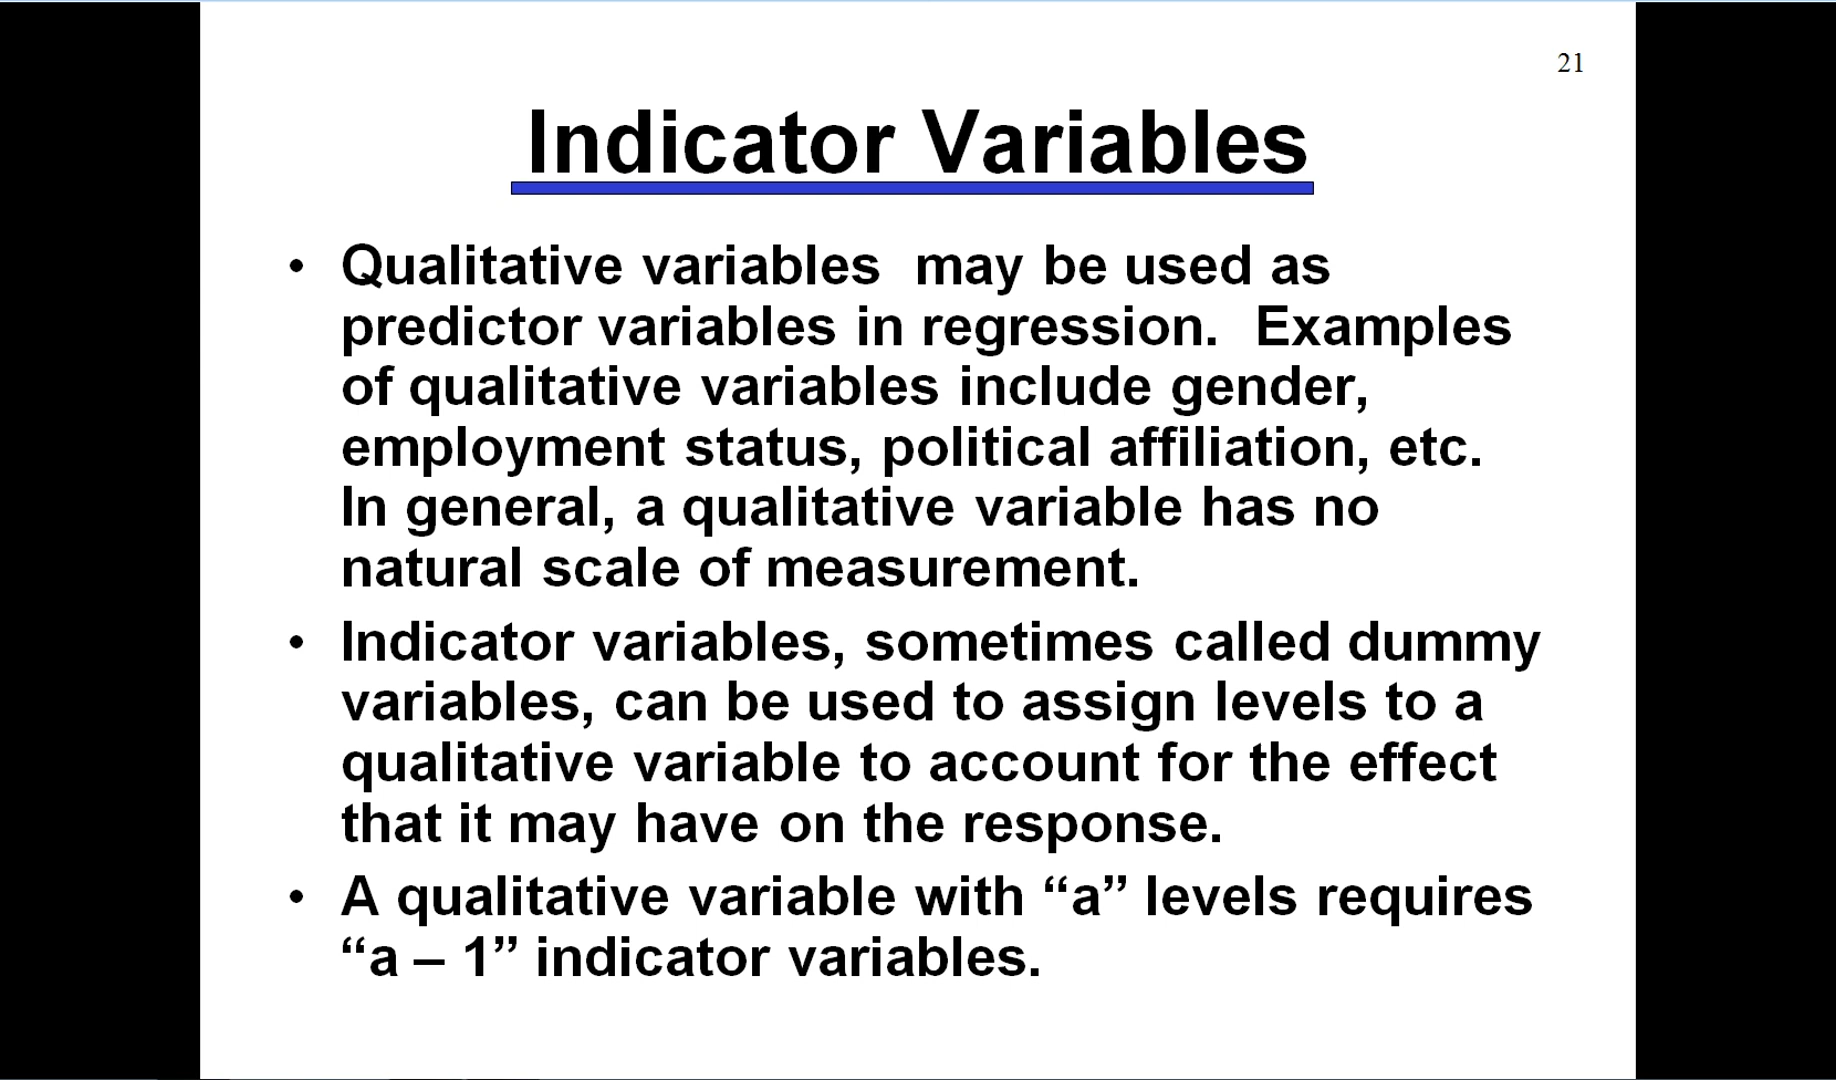 21
Indicator Variables
• Qualitative variables  may be used as
predictor variables in regression.  Examples
of qualitative variables include gender,
employment status, political affiliation, etc.
In general, a qualitative variable has no
natural scale of measurement.
• Indicator variables, sometimes called dummy
variables, can be used to assign levels to a
qualitative variable to account for the effect
that it may have on the response.
• A qualitative variable with “a” levels requires
“a – 1” indicator variables.